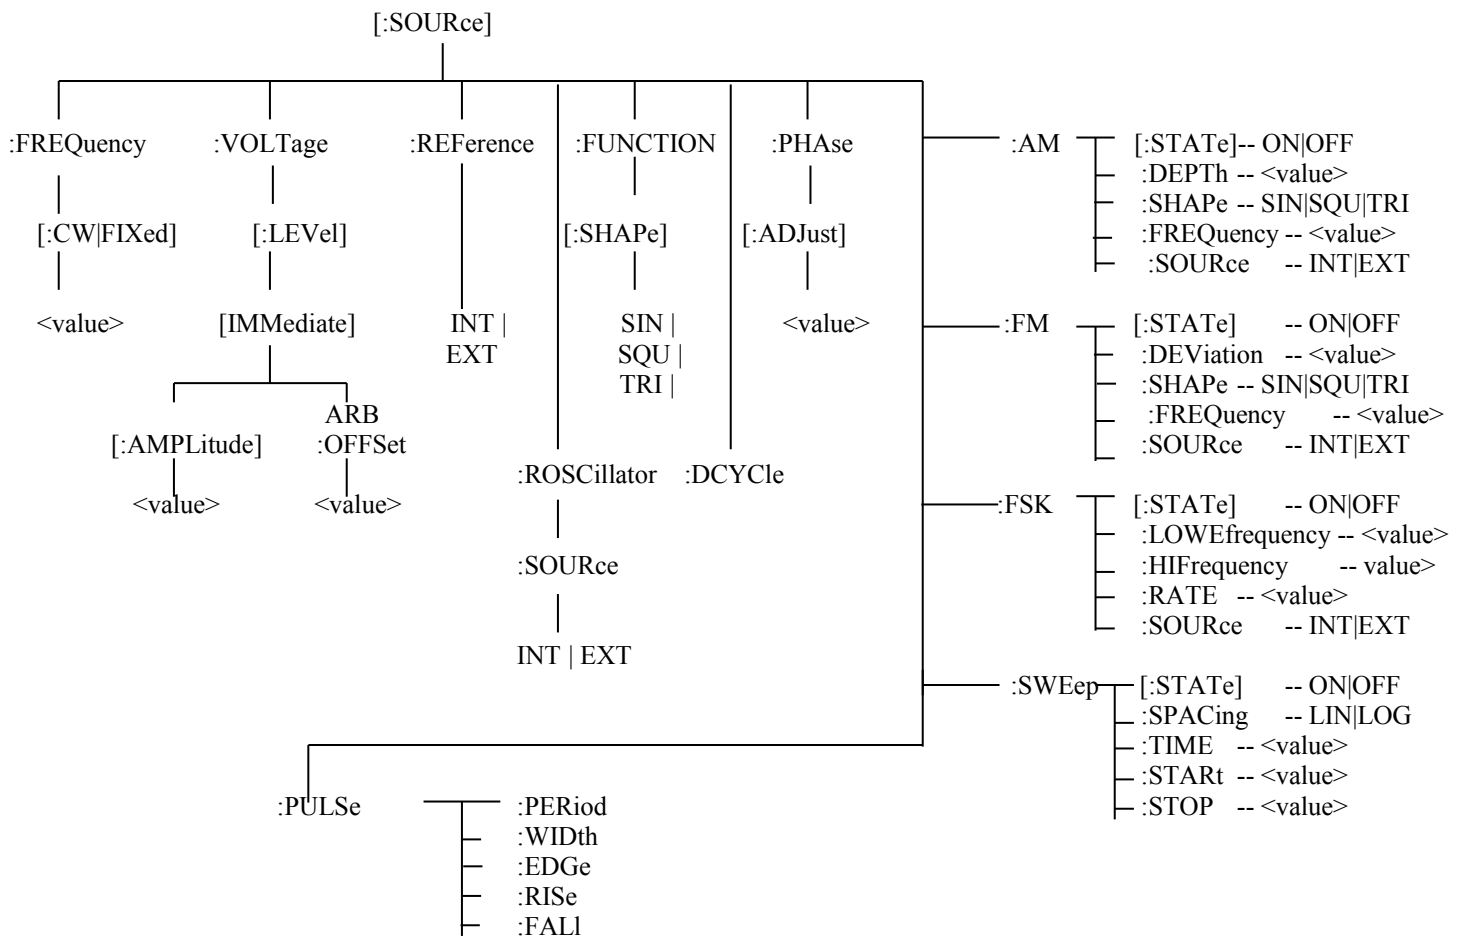 [:SOURce]
:FREQuency :VOLTage :REFerence :FUNCTION :PHAse
[:CW|FIXed] [:LEVel] [:SHAPe] [:ADJust]
<value> [IMMediate] INT | SIN | <value>
EXT SQU |
TRI |
ARB
[:AMPLitude] :OFFSet
<value> <value>
:ROSCillator :DCYCle
:SOURce
INT | EXT
:AM [:STATe]-- ON|OFF
:DEPTh -- <value>
:SHAPe -- SIN|SQU|TRI
:FREQuency -- <value>
:SOURce -- INT|EXT
:FM [:STATe] -- ON|OFF
:DEViation -- <value>
:SHAPe -- SIN|SQU|TRI
:FREQuency -- <value>
:SOURce -- INT|EXT
:FSK [:STATe] -- ON|OFF
:LOWEfrequency -- <value>
:HIFrequency -- value>
:RATE -- <value>
:SOURce -- INT|EXT
:SWEep [:STATe] -- ON|OFF
:SPACing -- LIN|LOG
:TIME -- <value>
:STARt -- <value>
:STOP -- <value>
:PULSe :PERiod
:WIDth
:EDGe
:RISe
:FALl